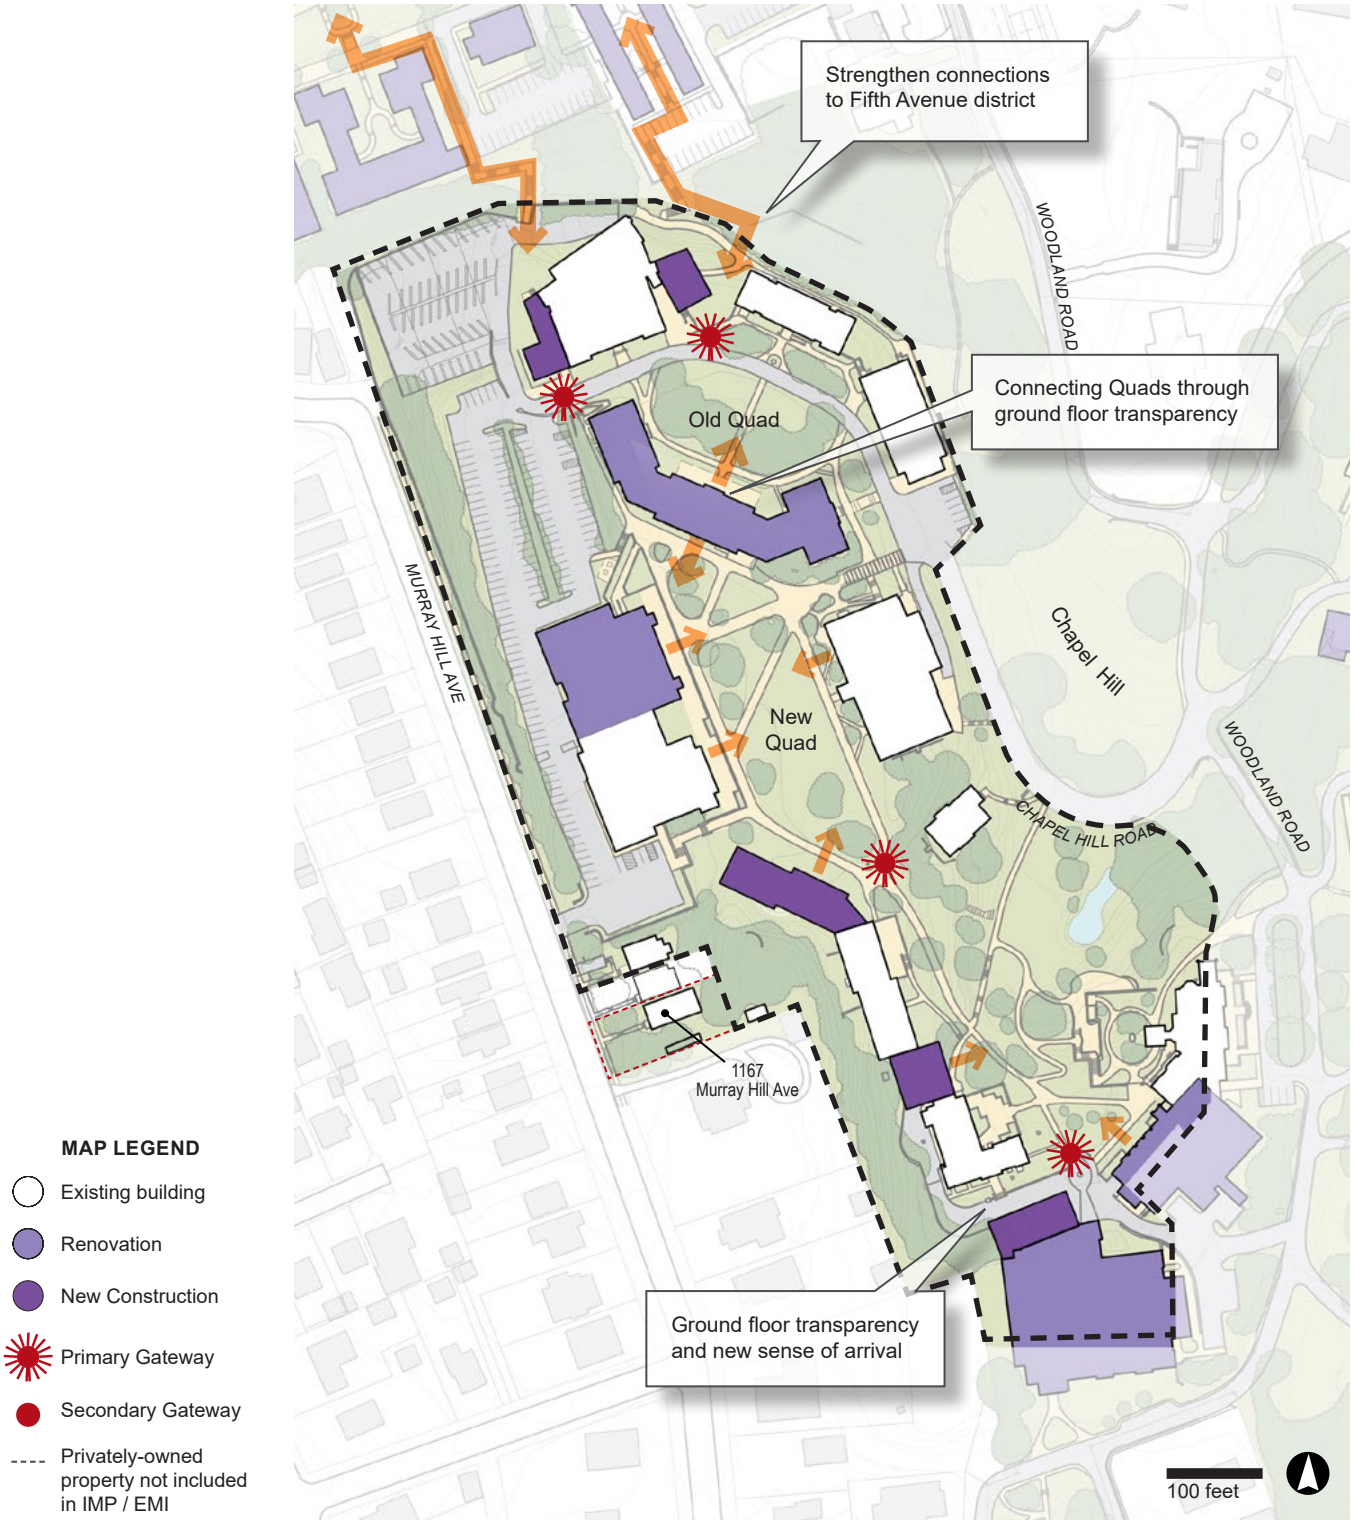 Strengthen connections
to Fifth Avenue district
WOODLAND ROAD
Connecting Quads through
ground floor transparency
Old Quad
MURRAY HILL AVE
Chapel Hill
New
Quad
WOODLAND ROAD
CHAPEL HILL ROAD
1167
Murray Hill Ave
Ground floor transparency
and new sense of arrival
MAP LEGEND
Existing building
Renovation
New Construction
Primary Gateway
Secondary Gateway
Privately-owned
property not included
in IMP / EMI
100 feet